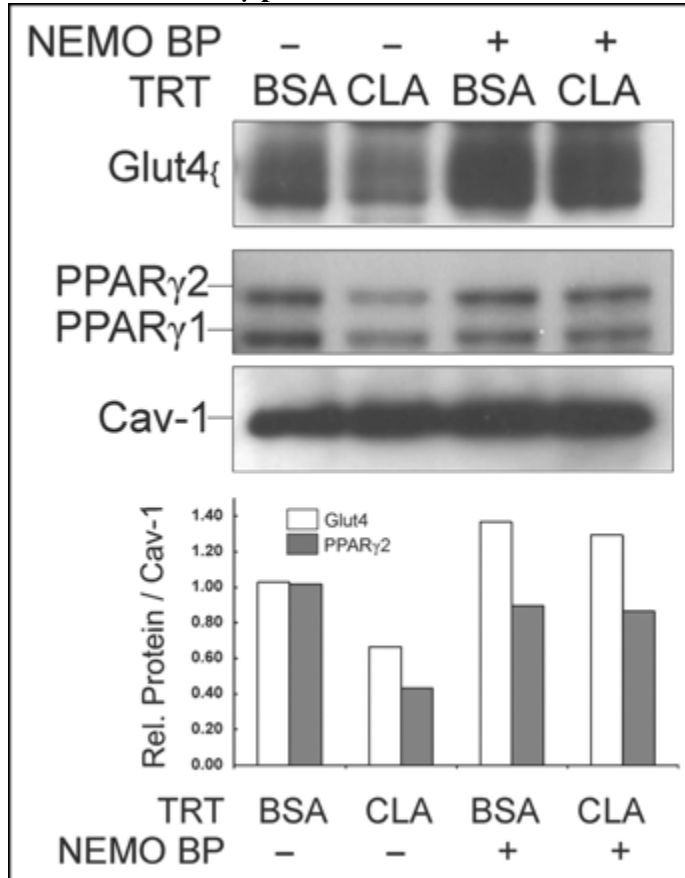 NEMO BP – – + +
TRT BSA CLA BSA CLA
Glut4{
PPARγ2
PPARγ1
Cav-1
Rel. Protein / Cav-1
1.40
1.20
1.00
0.80
0.60
0.40
0.20
0.00
Glut4
PPARγ2
TRT BSA CLA BSA CLA
NEMO BP – – + +